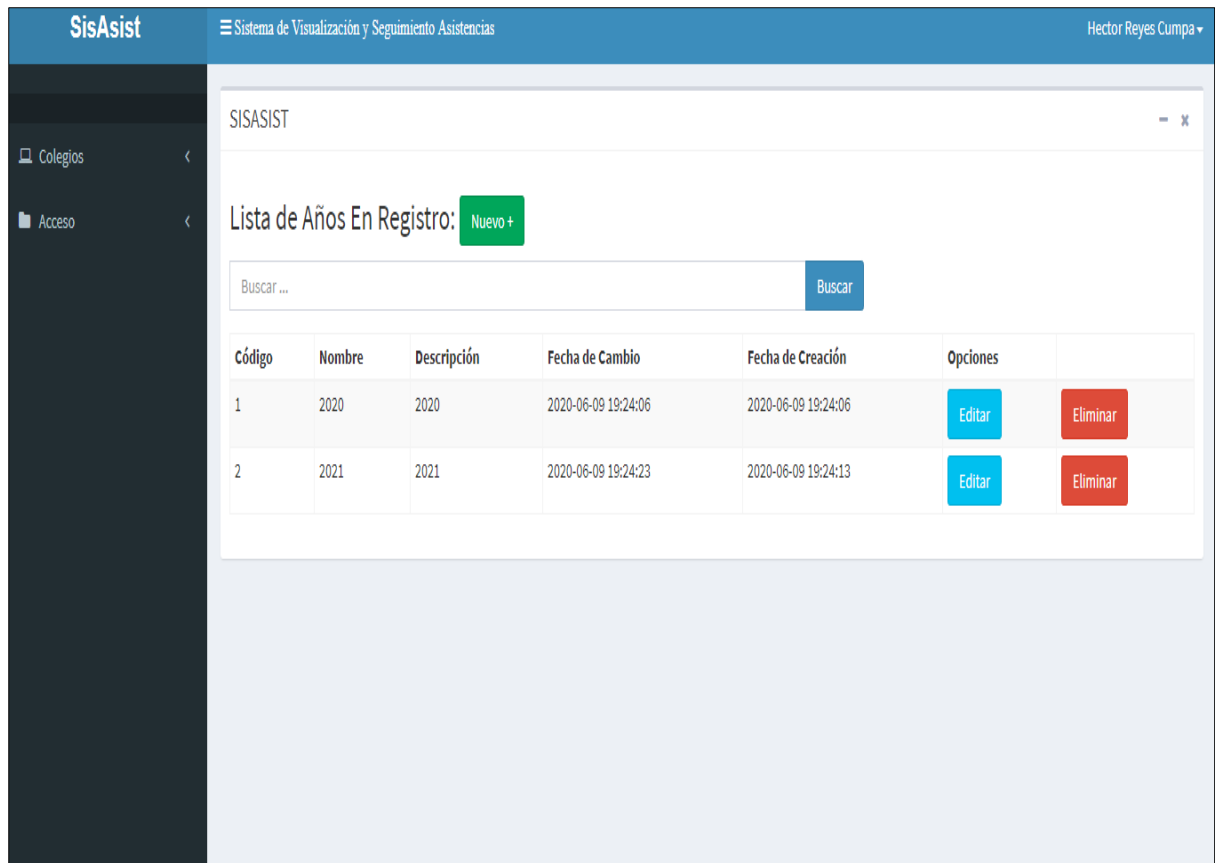 SisAsist
Sistema de Visualización y Seguimiento Asistencias
Hector Reyes Cumpa
Colegios
Acceso
SISASIST
Lista de Años En Registro: Nuevo +
Buscar ... Buscar
Código Nombre Descripción Fecha de Cambio Fecha de Creación Opciones
1 2020 2020 2020-06-09 19:24:06 2020-06-09 19:24:06 Editar Eliminar
2 2021 2021 2020-06-09 19:24:23 2020-06-09 19:24:13 Editar Eliminar